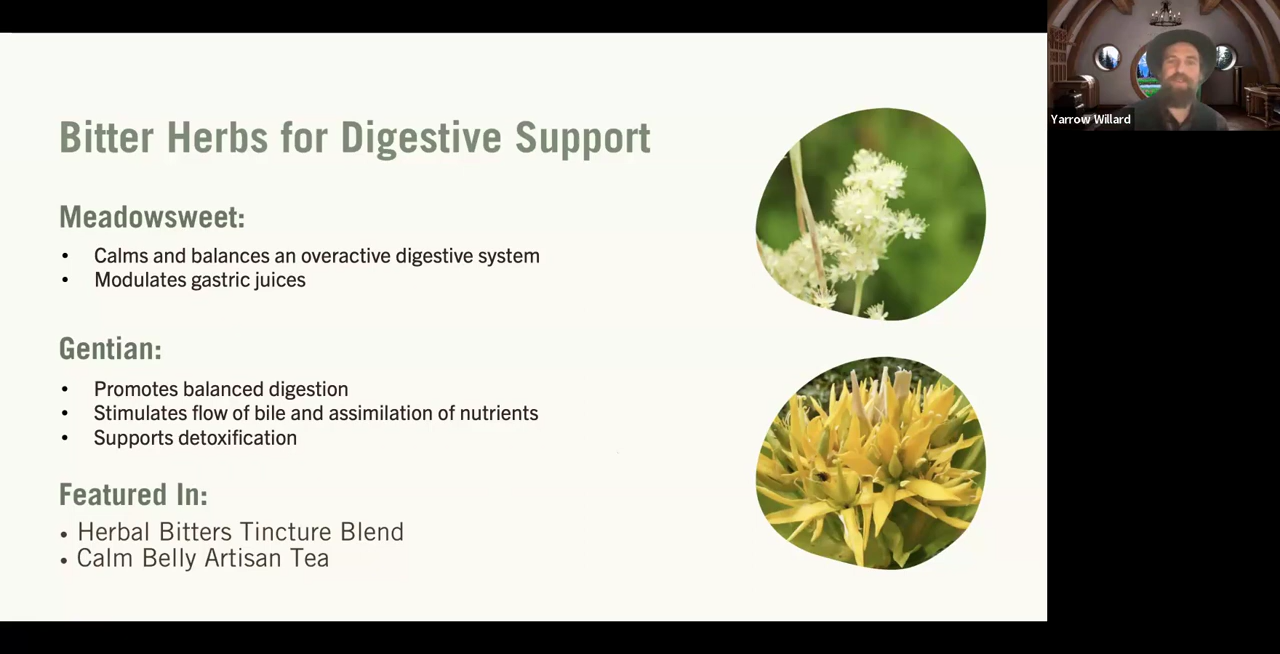 Bitter Herbs for Digestive Support
Meadowsweet:
• Calms and balances an overactive digestive system
• Modulates gastric juices
Gentian:
• Promotes balanced digestion
• Stimulates flow of bile and assimilation of nutrients
• Supports detoxification
Featured In:
• Herbal Bitters Tincture Blend
• Calm Belly Artisan Tea
Yarrow Willard